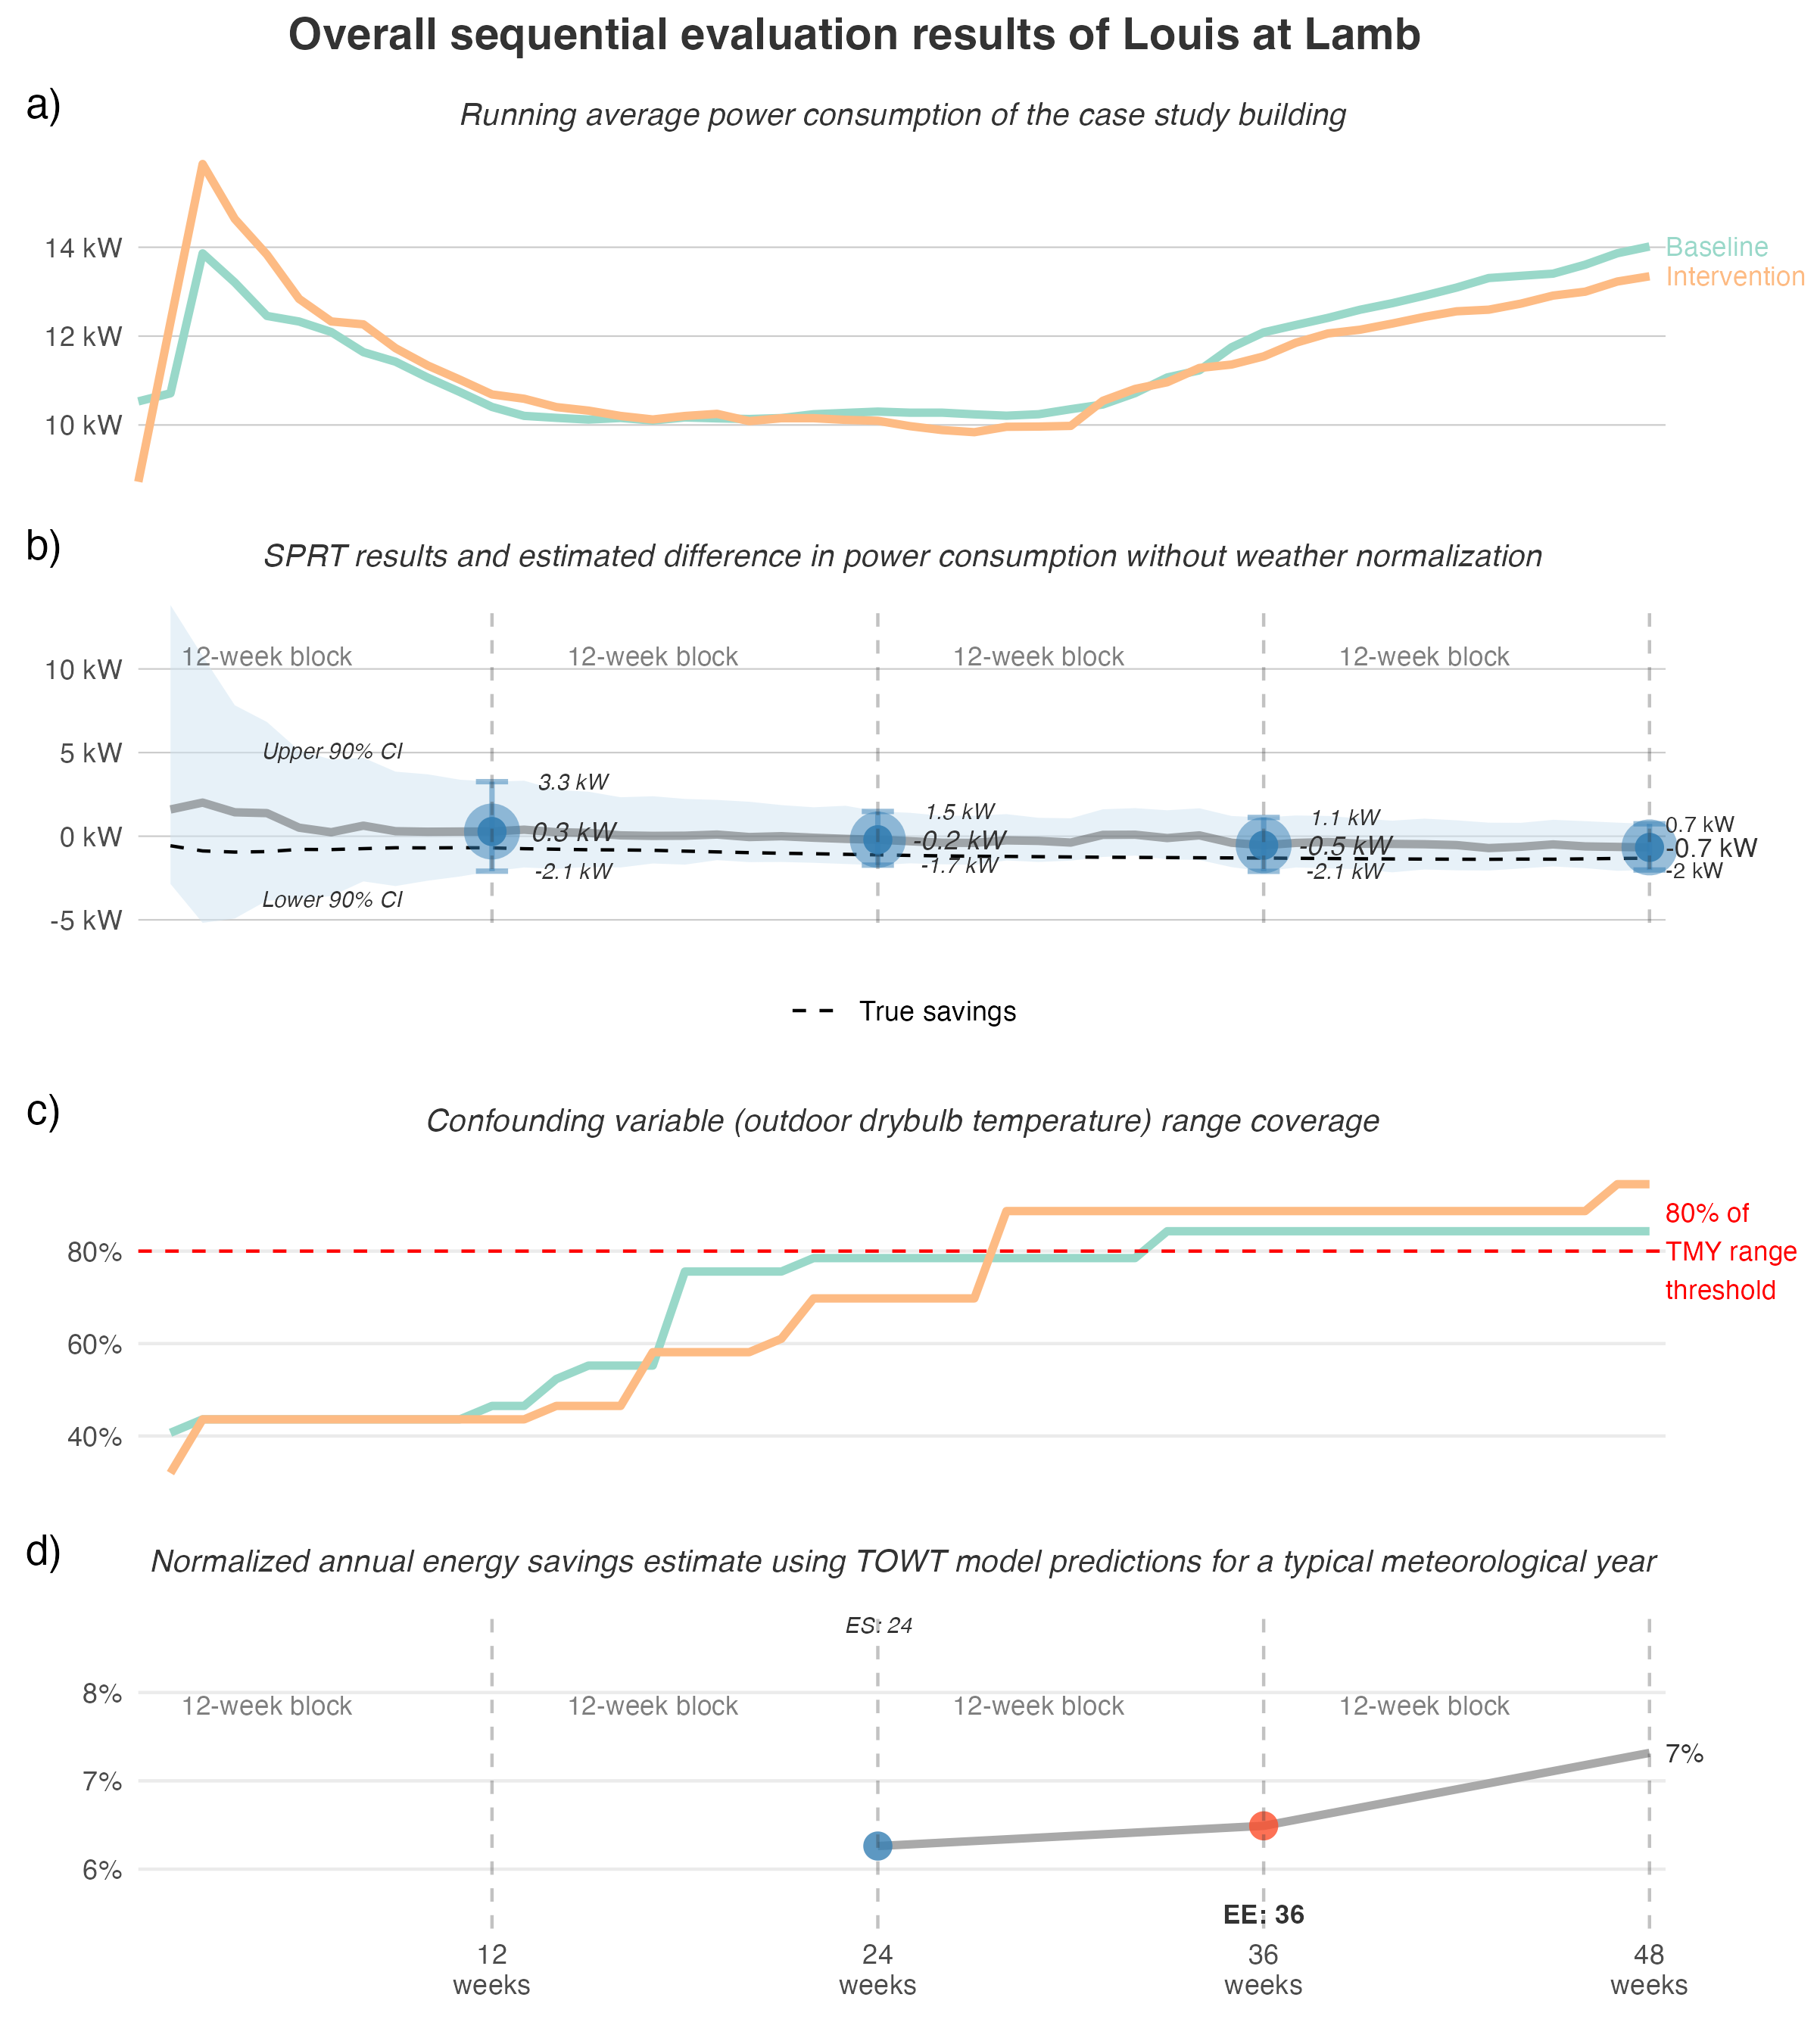 Overall sequential evaluation results of Louis at Lamb
a)
Running average power consumption of the case study building
14 kW
12 kW
10 kW
Baseline
Intervention
b)
SPRT results and estimated difference in power consumption without weather normalization
12-week block
12-week block
12-week block
12-week block
10 kW
5 kW
0 kW
-5 kW
Upper 90% CI
Lower 90% CI
3.3 kW
0.3 kW
-2.1 kW
1.5 kW
-0.2 kW
-1.7 kW
1.1 kW
-0.5 kW
-2.1 kW
0.7 kW
-0.7 kW
-2 kW
True savings
c)
Confounding variable (outdoor drybulb temperature) range coverage
80%
60%
40%
80% of
TMY range
threshold
d)
Normalized annual energy savings estimate using TOWT model predictions for a typical meteorological year
ES: 24
8%
7%
6%
12-week block
12-week block
12-week block
12-week block
7%
EE: 36
12
weeks
24
weeks
36
weeks
48
weeks